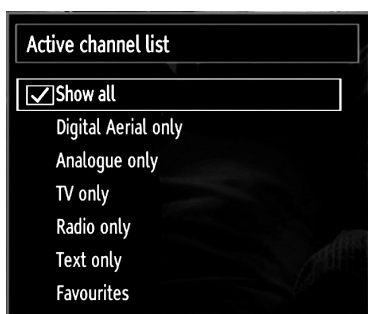 Active channel list
Show all
Digital Aerial only
Analogue only
TV only
Radio only
Text only
Favourites